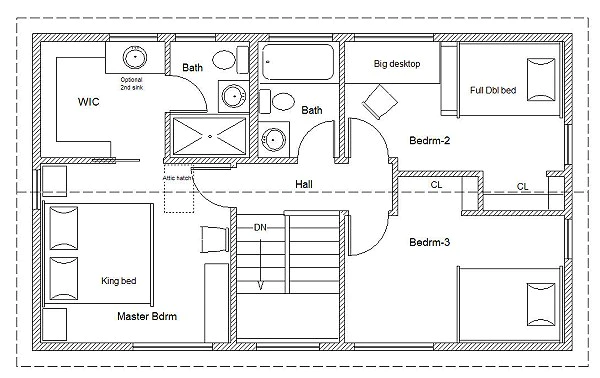 Optional
2nd sink
Bath
WIC
Big desktop
Full Dbl bed
Bath
Bedrm-2
Attic hatch
Hall
CL
CL
DN
Bedrm-3
King bed
Master Bdrm